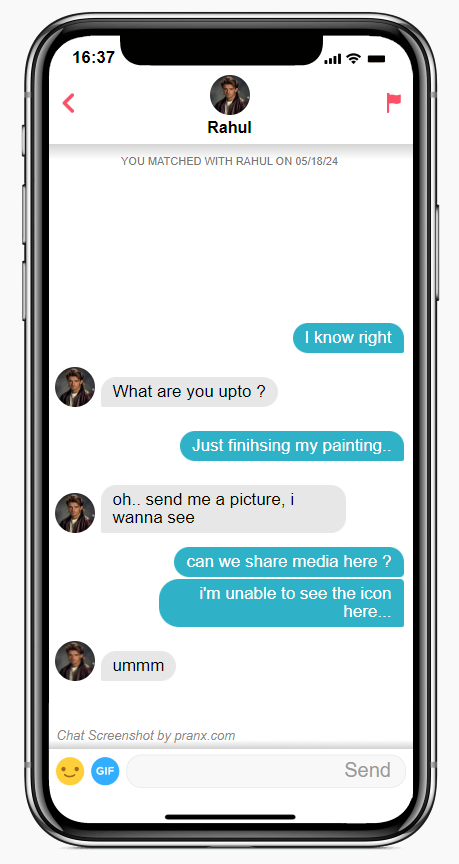 16:37
Rahul
YOU MATCHED WITH RAHUL ON 05/18/24
I know right
What are you upto ?
Just finihsing my painting..
oh.. send me a picture, i
wanna see
can we share media here ?
i'm unable to see the icon
here...
ummm
Chat Screenshot by pranx.com
GIF
Send